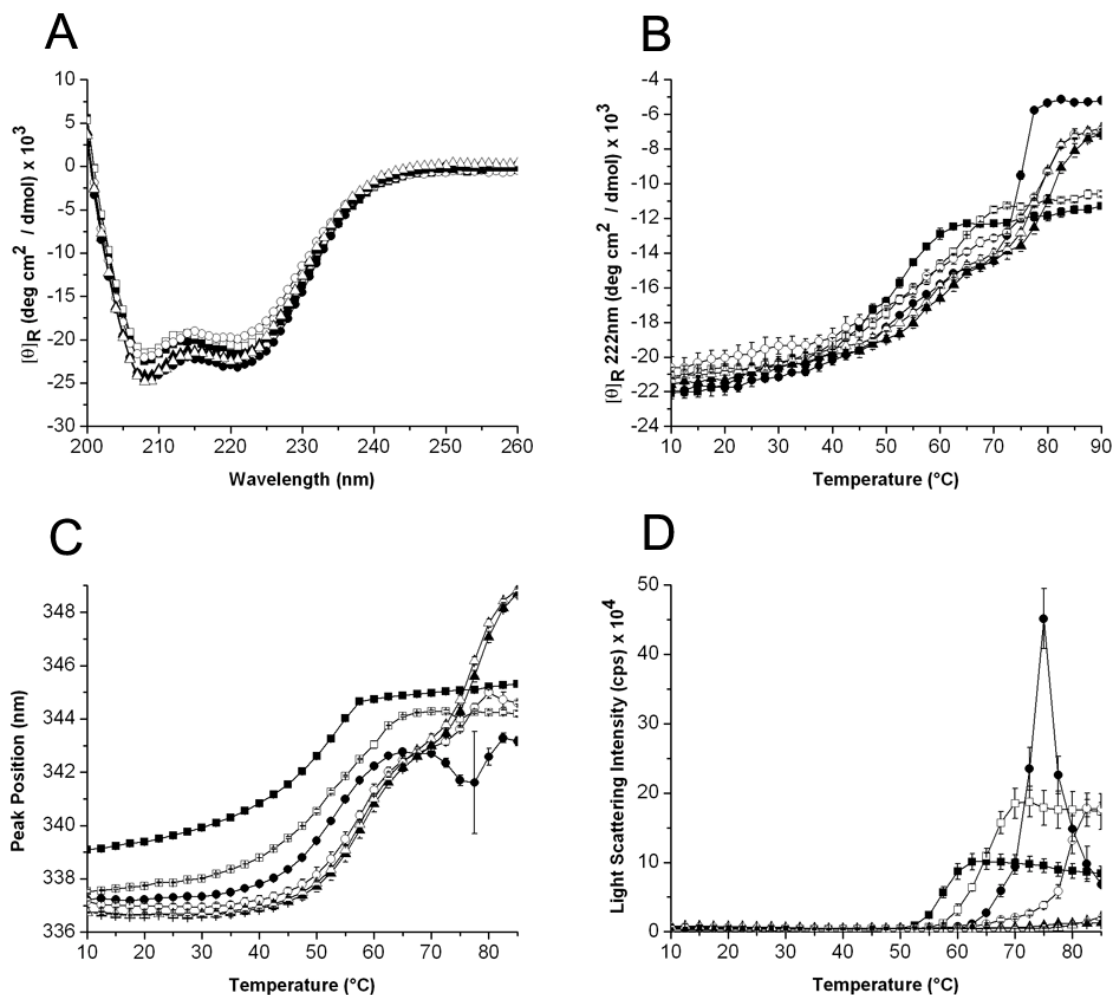 A
[θ]R (deg cm2 / dmol) x 103
10
5
0
-5
-10
-15
-20
-25
-30
200 210 220 230 240 250 260
Wavelength (nm)
B
[θ]R 222nm (deg cm2 / dmol) x 103
-4
-6
-8
-10
-12
-14
-16
-18
-20
-22
-24
10 20 30 40 50 60 70 80 90
Temperature (°C)
C
Peak Position (nm)
348
346
344
342
340
338
336
10 20 30 40 50 60 70 80
Temperature (°C)
D
Light Scattering Intensity (cps) x 104
50
40
30
20
10
0
10 20 30 40 50 60 70 80
Temperature (°C)